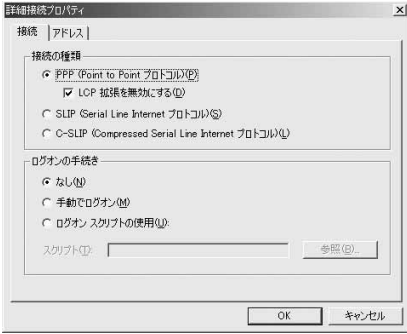 詳細接続プロパティ
接続 アドレス
接続の種類
PPP (Point to Point プロトコル)(P)
LCP 拡張を無効にする(D)
SLIP (Serial Line Internet プロトコル)(S)
C-SLIP (Compressed Serial Line Internet プロトコル)(L)
ログオンの手続き
なし(N)
手動でログオン(M)
ログオン スクリプトの使用(U):
スクリプト(T):
参照(B)...
OK キャンセル